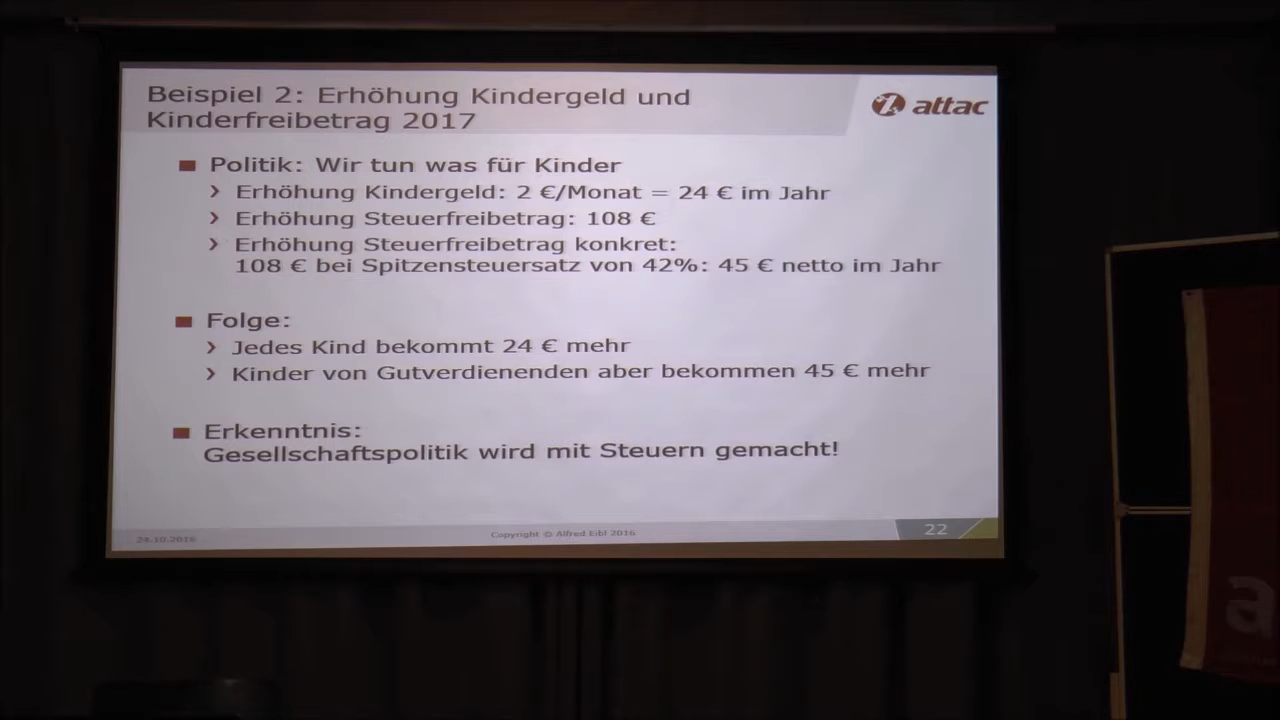 Beispiel 2: Erhöhung Kindergeld und
Kinderfreibetrag 2017
attac
Politik: Wir tun was für Kinder
Erhöhung Kindergeld: 2 €/Monat = 24 € im Jahr
Erhöhung Steuerfreibetrag: 108 €
Erhöhung Steuerfreibetrag konkret:
108 € bei Spitzensteuersatz von 42%: 45 € netto im Jahr
Folge:
Jedes Kind bekommt 24 € mehr
Kinder von Gutverdienenden aber bekommen 45 € mehr
Erkenntnis:
Gesellschaftspolitik wird mit Steuern gemacht!
24.10.2016
Copyright © Alfred Eibl 2016
22
a